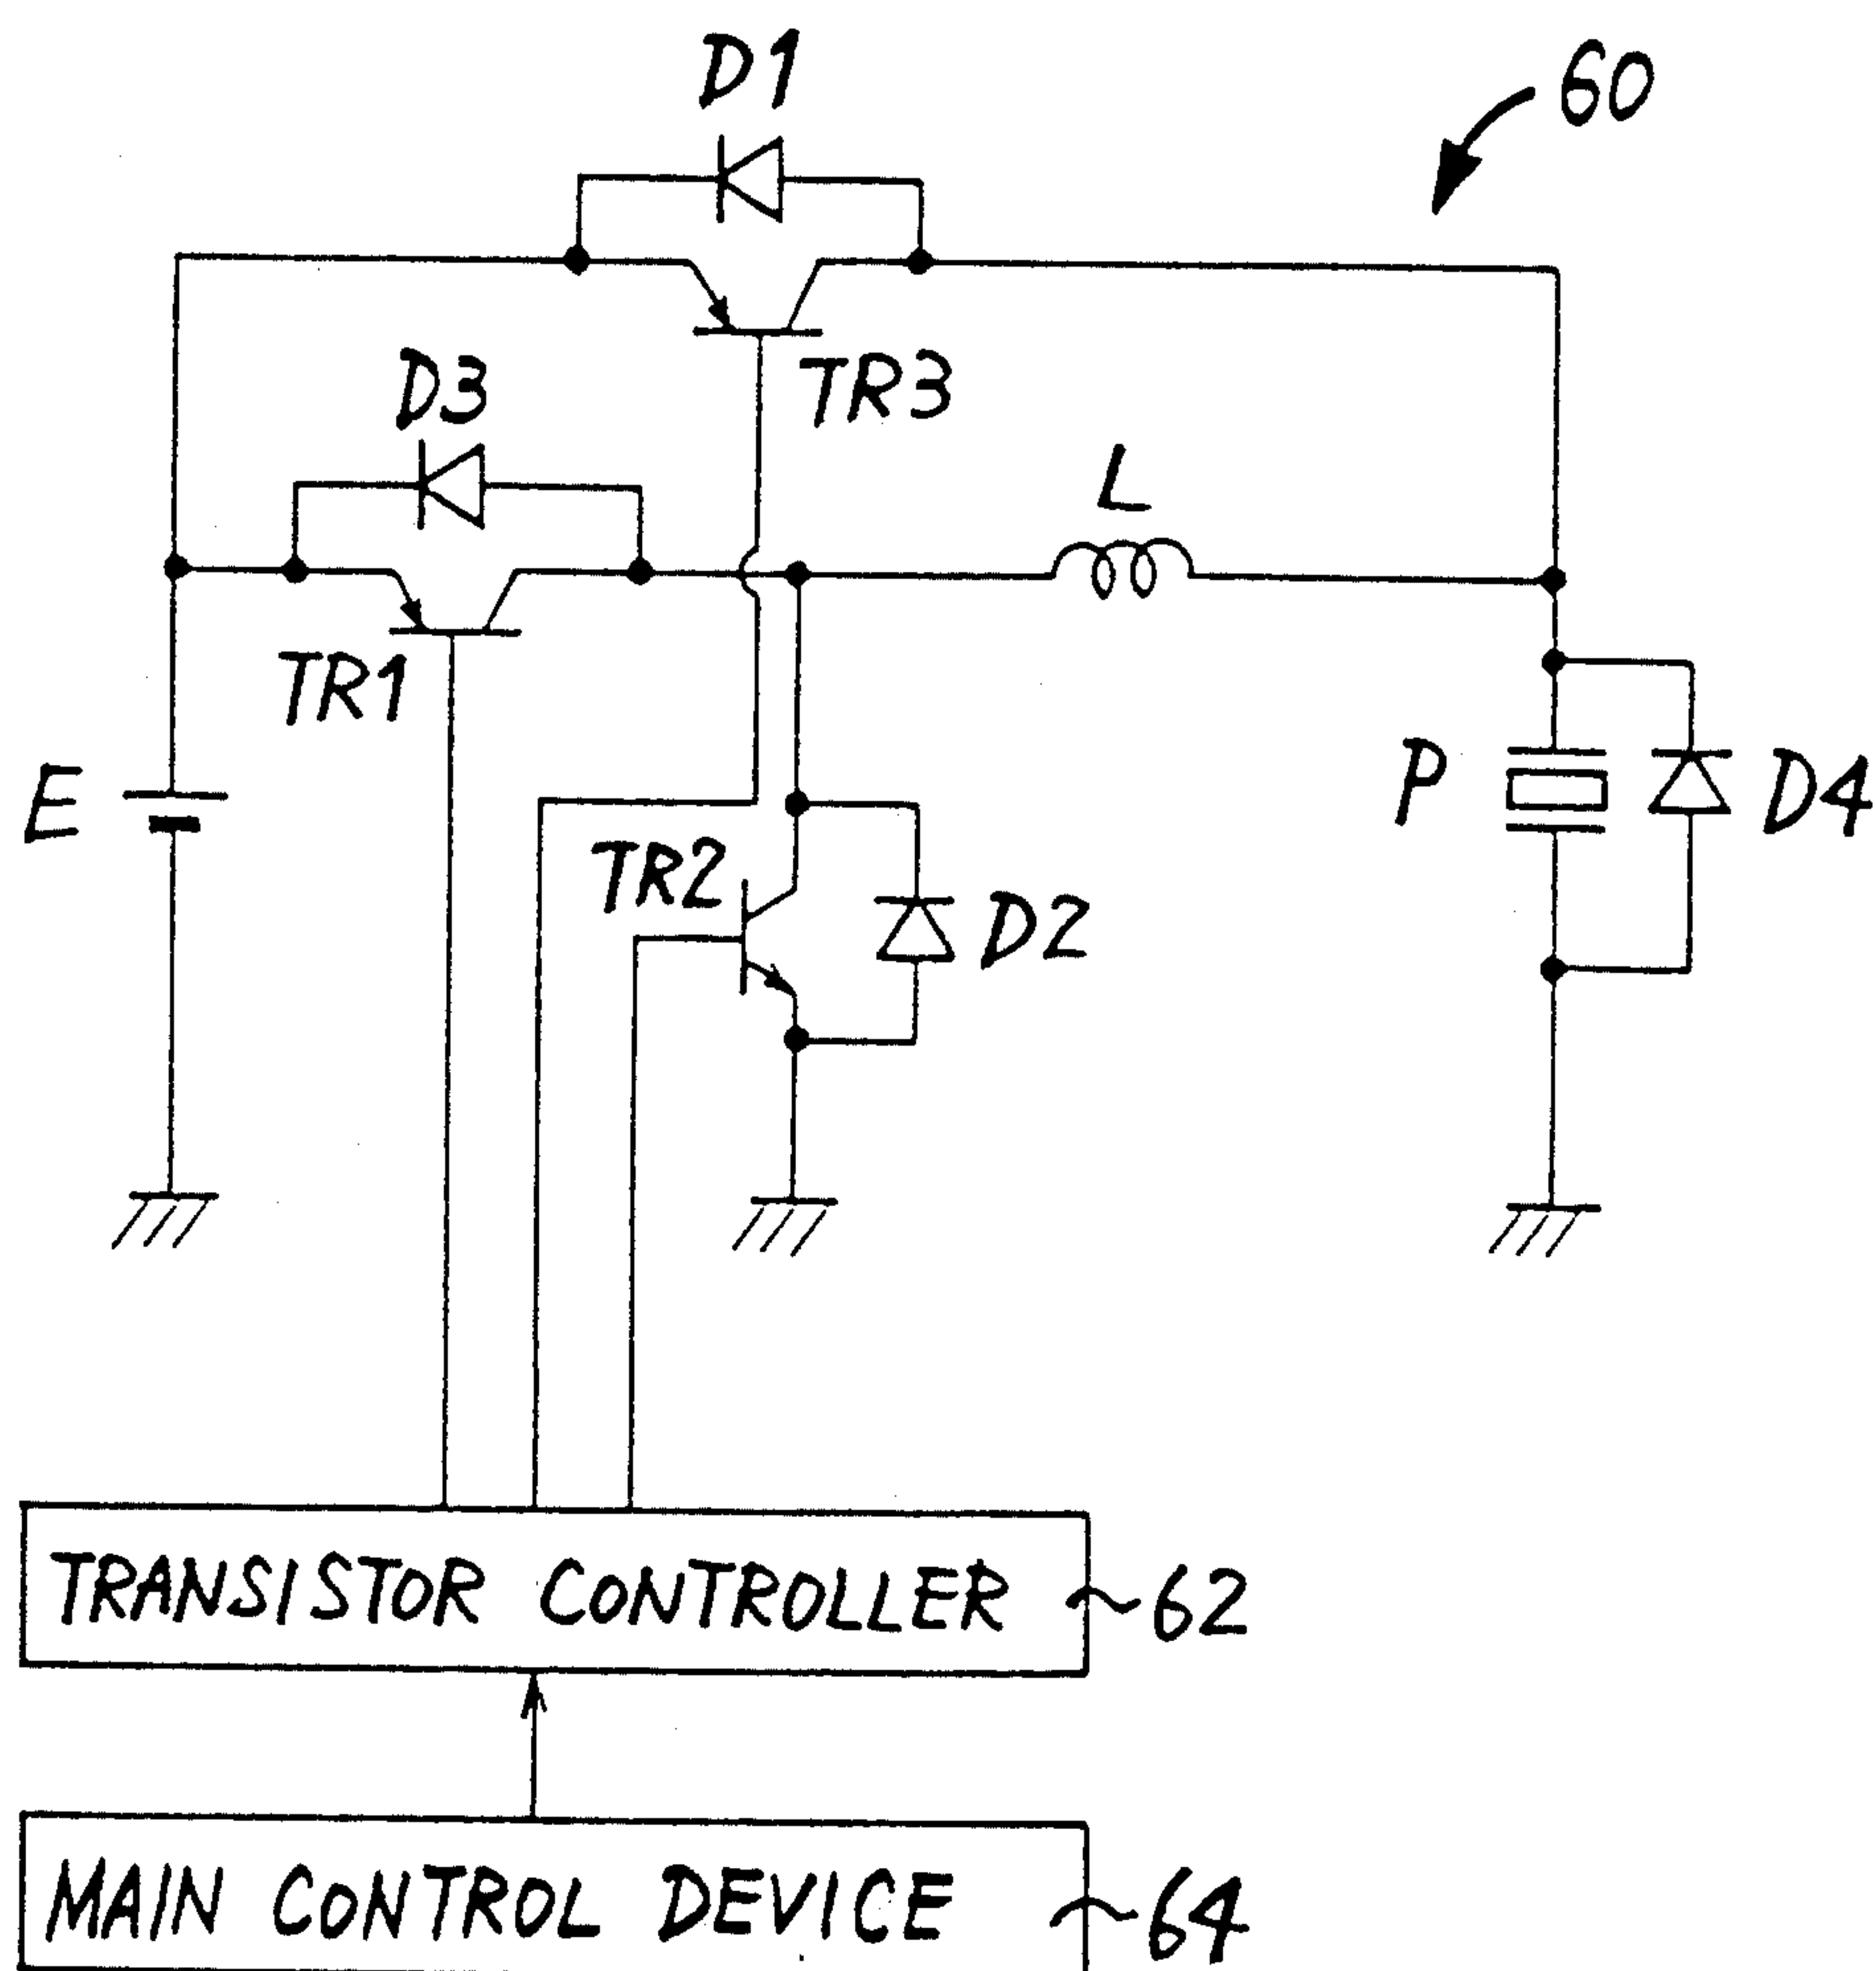 D1
60
TR3
D3
L
TR1
E
P
D4
TR2
D2
TRANSISTOR CONTROLLER
62
MAIN CONTROL DEVICE
64